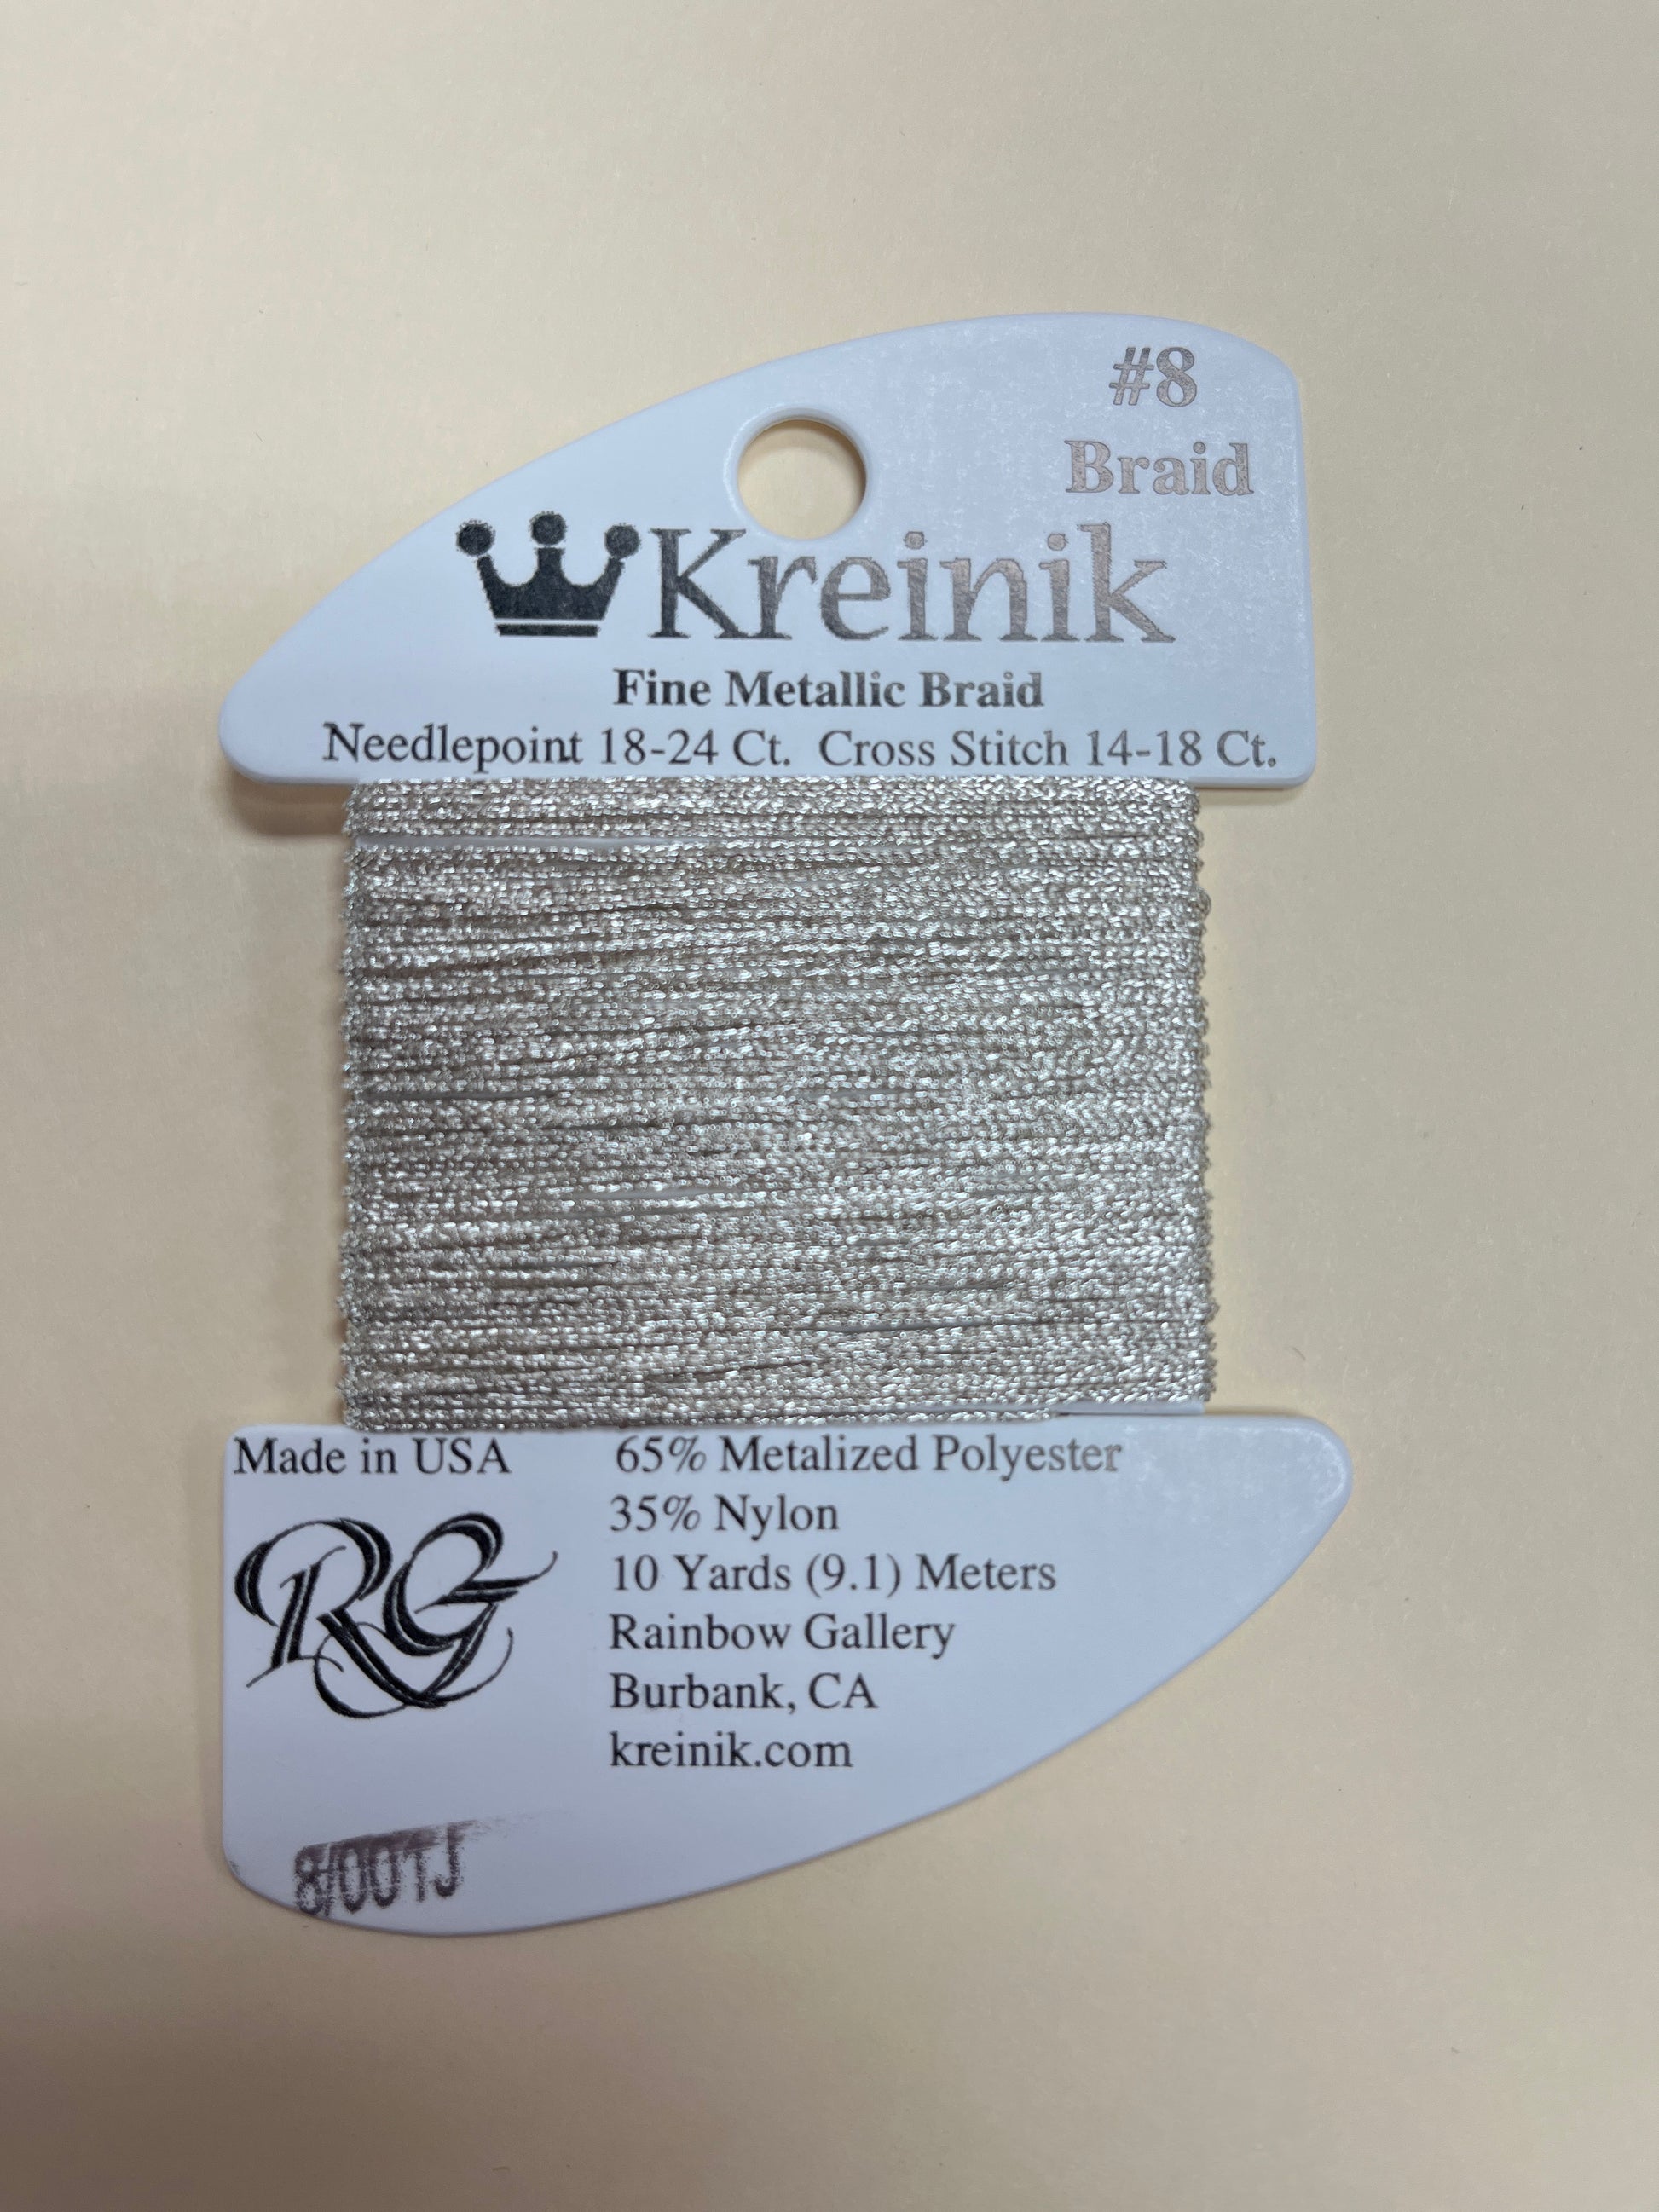 #8
Braid
Kreinik
Fine Metallic Braid
Needlepoint 18-24 Ct. Cross Stitch 14-18 Ct.
Made in USA
RG
65% Metalized Polyester
35% Nylon
10 Yards (9.1) Meters
Rainbow Gallery
Burbank, CA
kreinik.com
8/001J